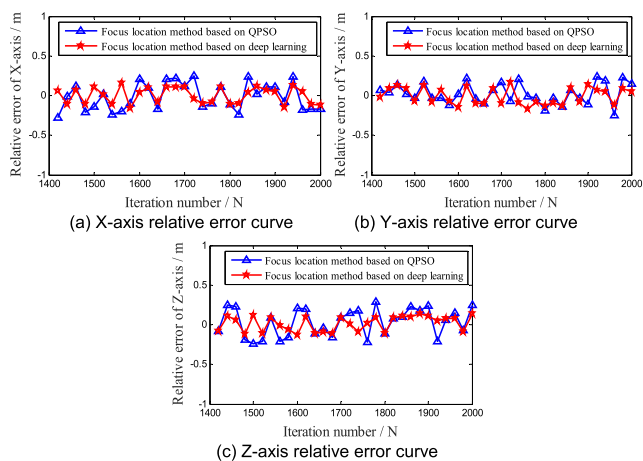 Focus location method based on QPSO
Focus location method based on deep learning
Relative error of X-axis / m
1
0.5
0
-0.5
-1
1400 1500 1600 1700 1800 1900 2000
Iteration number / N
(a) X-axis relative error curve
Focus location method based on QPSO
Focus location method based on deep learning
Relative error of Y-axis / m
1
0.5
0
-0.5
-1
1400 1500 1600 1700 1800 1900 2000
Iteration number / N
(b) Y-axis relative error curve
Focus location method based on QPSO
Focus location method based on deep learning
Relative error of Z-axis / m
1
0.5
0
-0.5
-1
1400 1500 1600 1700 1800 1900 2000
Iteration number / N
(c) Z-axis relative error curve